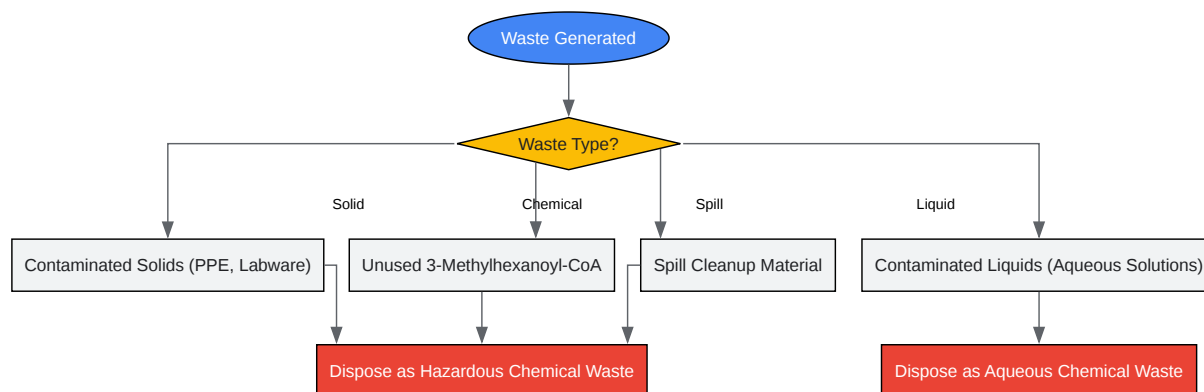 Waste Generated
Waste Type?
Solid
Chemical
Spill
Liquid
Contaminated Solids (PPE, Labware)
Unused 3-Methylhexanoyl-CoA
Spill Cleanup Material
Contaminated Liquids (Aqueous Solutions)
Dispose as Hazardous Chemical Waste
Dispose as Aqueous Chemical Waste